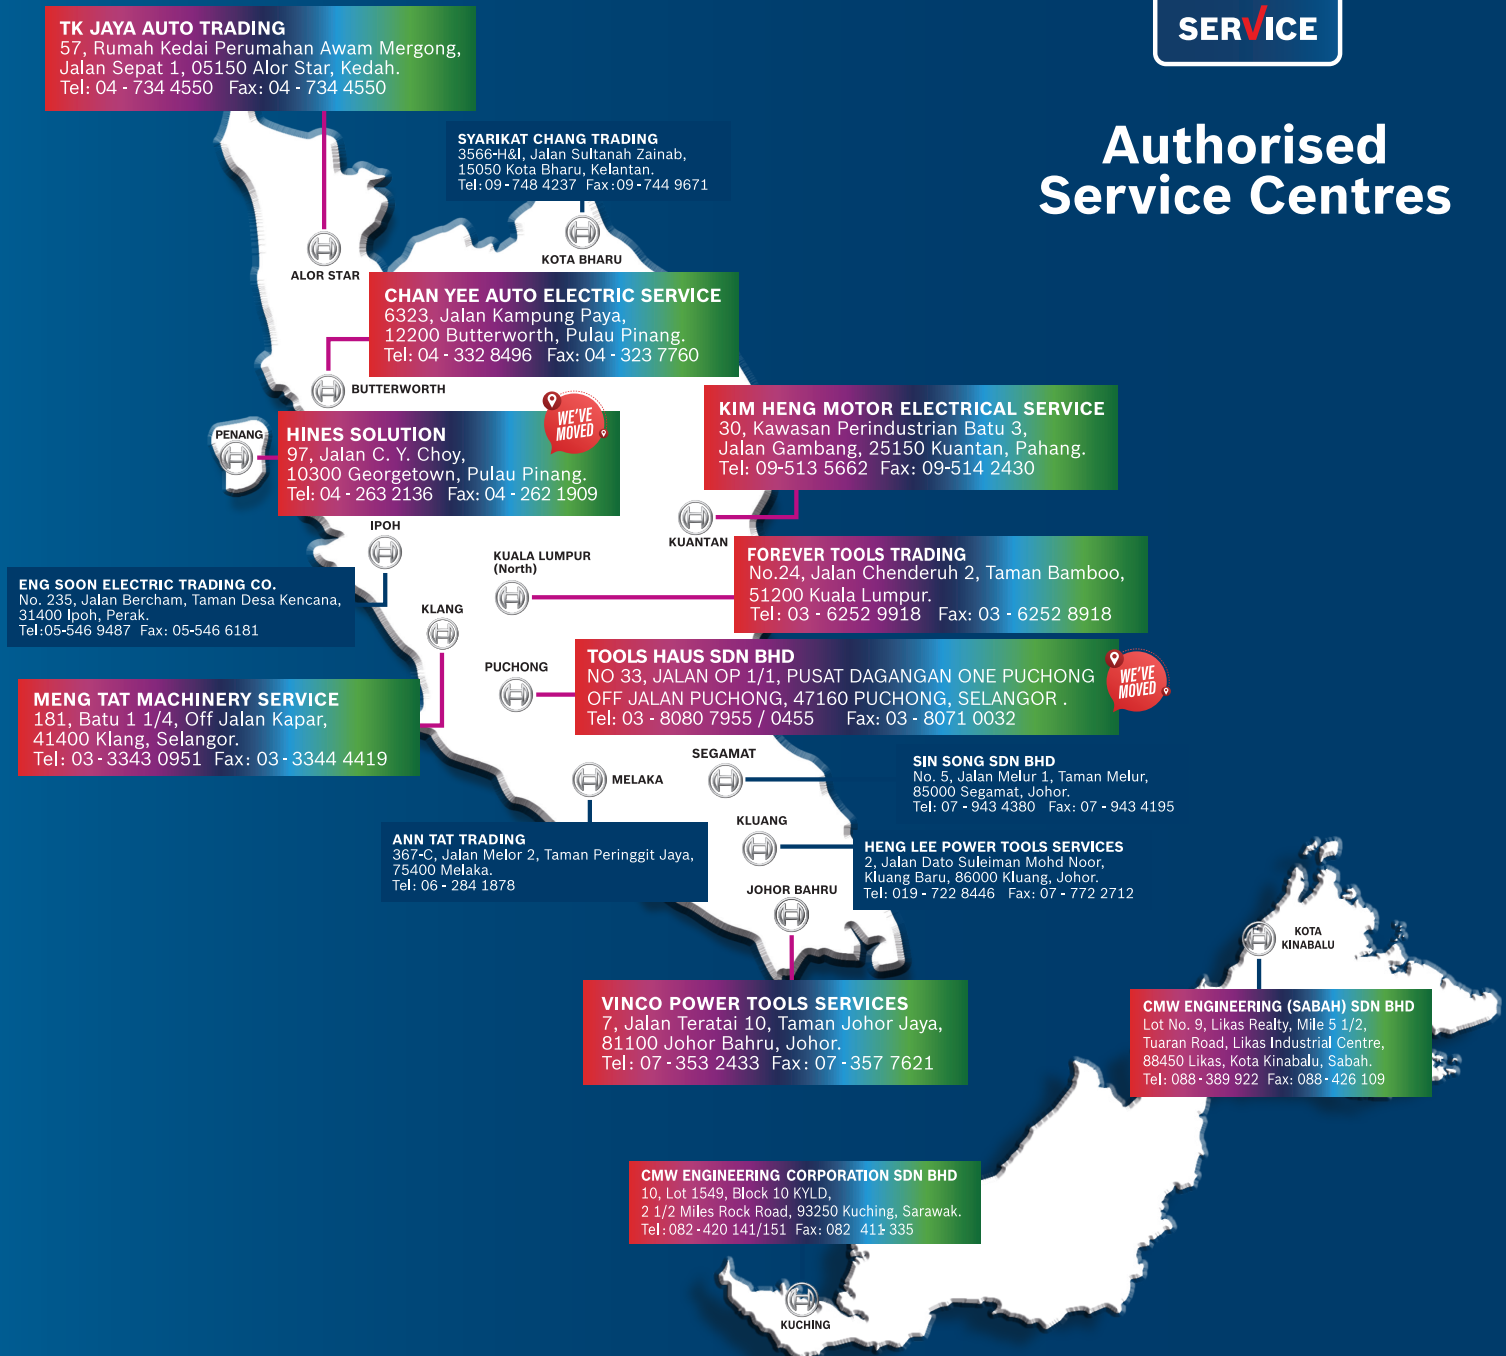 SERVICE
Authorised
Service Centres
TK JAYA AUTO TRADING
57, Rumah Kedai Perumahan Awam Mergong,
Jalan Sepat 1, 05150 Alor Star, Kedah.
Tel: 04 - 734 4550 Fax: 04 - 734 4550
SYARIKAT CHANG TRADING
3566-H&I, Jalan Sultanah Zainab,
15050 Kota Bharu, Kelantan.
Tel: 09 - 748 4237 Fax: 09 - 744 9671
ALOR STAR
KOTA BHARU
CHAN YEE AUTO ELECTRIC SERVICE
6323, Jalan Kampung Paya,
12200 Butterworth, Pulau Pinang.
Tel: 04 - 332 8496 Fax: 04 - 323 7760
BUTTERWORTH
PENANG
HINES SOLUTION
97, Jalan C. Y. Choy,
10300 Georgetown, Pulau Pinang.
Tel: 04 - 263 2136 Fax: 04 - 262 1909
WE'VE
MOVED
KIM HENG MOTOR ELECTRICAL SERVICE
30, Kawasan Perindustrian Batu 3,
Jalan Gambang, 25150 Kuantan, Pahang.
Tel: 09-513 5662 Fax: 09-514 2430
KUANTAN
IPOH
ENG SOON ELECTRIC TRADING CO.
No. 235, Jalan Bercham, Taman Desa Kencana,
31400 Ipoh, Perak.
Tel: 05-546 9487 Fax: 05-546 6181
KUALA LUMPUR
(North)
FOREVER TOOLS TRADING
No.24, Jalan Chenderuh 2, Taman Bamboo,
51200 Kuala Lumpur.
Tel: 03 - 6252 9918 Fax: 03 - 6252 8918
KLANG
MENG TAT MACHINERY SERVICE
181, Batu 1 1/4, Off Jalan Kapar,
41400 Klang, Selangor.
Tel: 03 - 3343 0951 Fax: 03 - 3344 4419
PUCHONG
TOOLS HAUS SDN BHD
NO 33, JALAN OP 1/1, PUSAT DAGANGAN ONE PUCHONG
OFF JALAN PUCHONG, 47160 PUCHONG, SELANGOR .
Tel: 03 - 8080 7955 / 0455 Fax: 03 - 8071 0032
WE'VE
MOVED
SEGAMAT
SIN SONG SDN BHD
No. 5, Jalan Melur 1, Taman Melur,
85000 Segamat, Johor.
Tel: 07 - 943 4380 Fax: 07 - 943 4195
MELAKA
ANN TAT TRADING
367-C, Jalan Melor 2, Taman Peringgit Jaya,
75400 Melaka.
Tel: 06 - 284 1878
KLUANG
HENG LEE POWER TOOLS SERVICES
2, Jalan Dato Suleiman Mohd Noor,
Kluang Baru, 86000 Kluang, Johor.
Tel: 019 - 722 8446 Fax: 07 - 772 2712
JOHOR BAHRU
VINCO POWER TOOLS SERVICES
7, Jalan Teratai 10, Taman Johor Jaya,
81100 Johor Bahru, Johor.
Tel: 07 - 353 2433 Fax: 07 - 357 7621
KOTA
KINABALU
CMW ENGINEERING (SABAH) SDN BHD
Lot No. 9, Likas Realty, Mile 5 1/2,
Tuaran Road, Likas Industrial Centre,
88450 Likas, Kota Kinabalu, Sabah.
Tel: 088 - 389 922 Fax: 088 - 426 109
CMW ENGINEERING CORPORATION SDN BHD
10, Lot 1549, Block 10 KYLD,
2 1/2 Miles Rock Road, 93250 Kuching, Sarawak.
Tel: 082 - 420 141/151 Fax: 082 411- 335
KUCHING